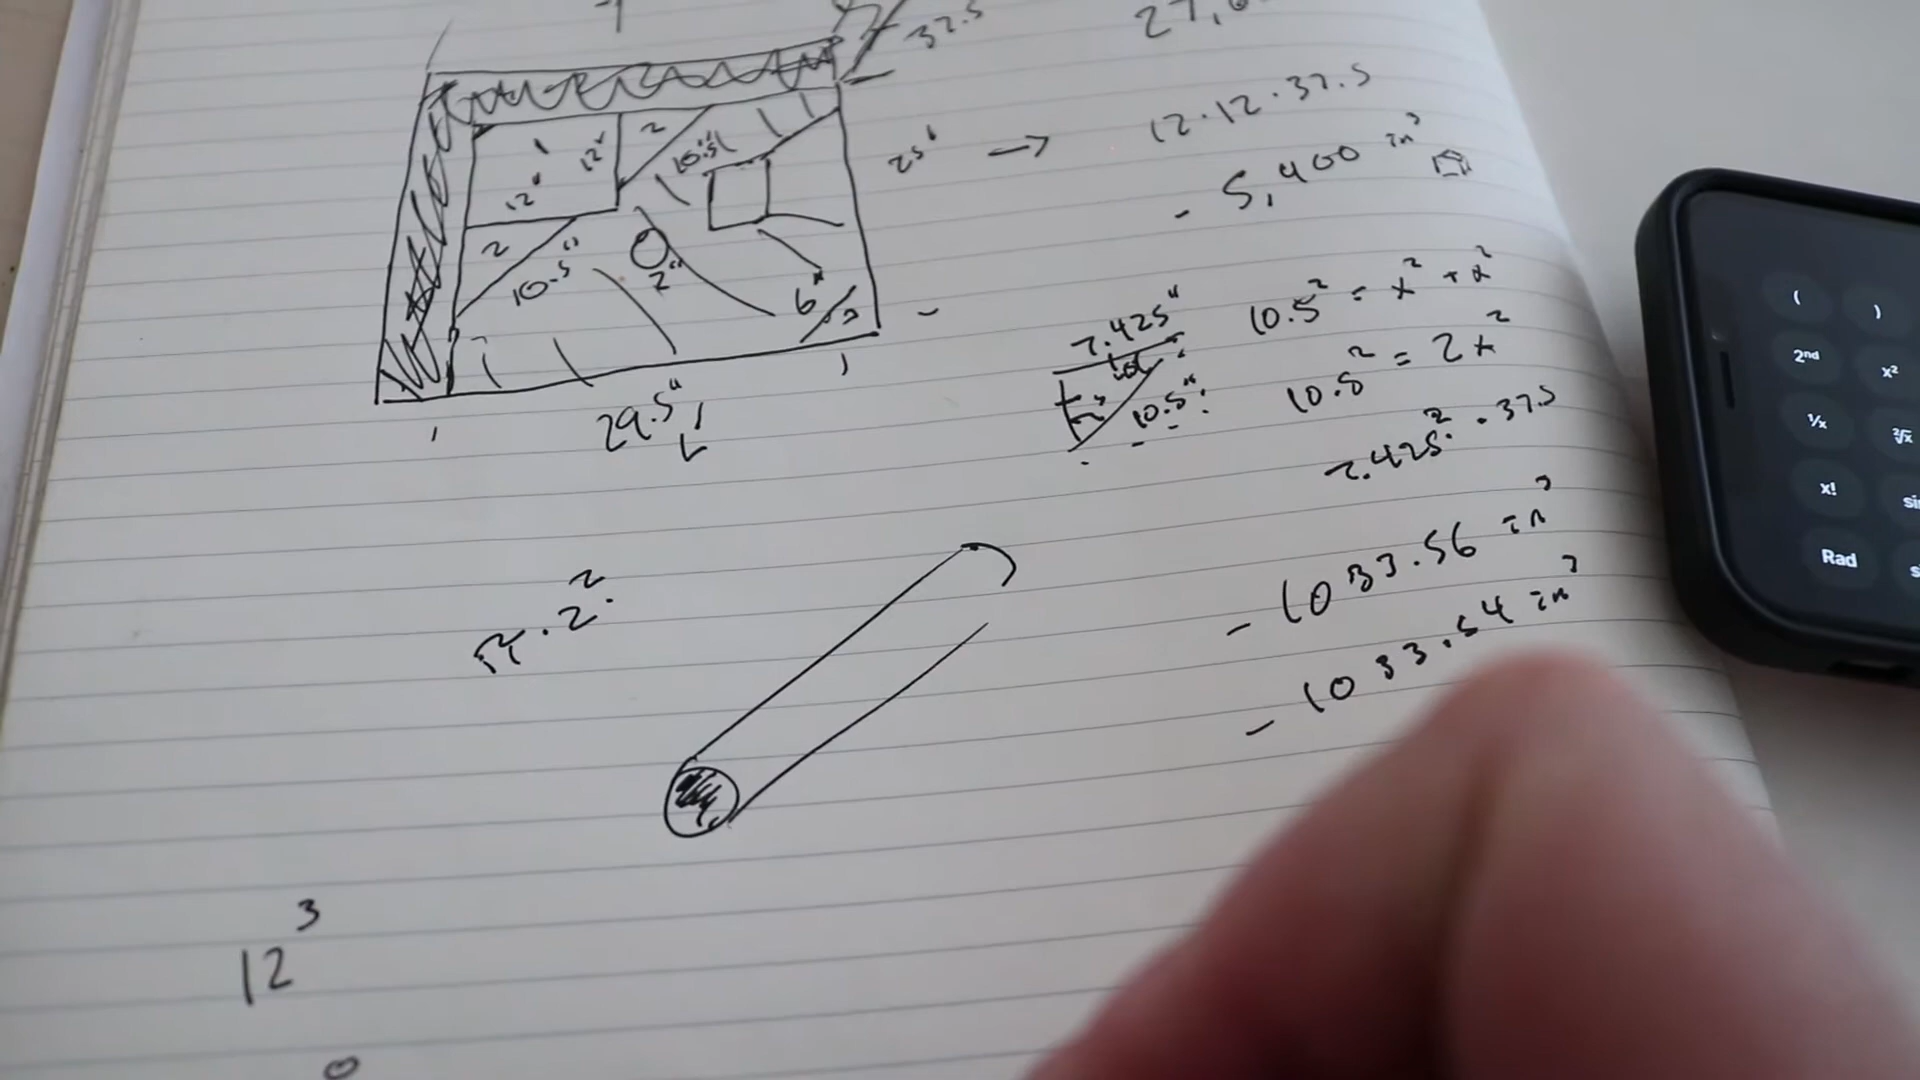 37.5
27,
12·12·37.5
- 5,400 in³
25"
12"
12"
2
10.5"
2
10.5"
2"
6"
2
29.5"
7.425"
10.5"
10.5² = x² + x²
10.5² = 2x²
7.425² · 37.5
- 1033.56 in³
- 1033.54 in³
π·2²·
12³
0
(
)
2nd
x²
¹/x
²√x
x!
si
Rad
s